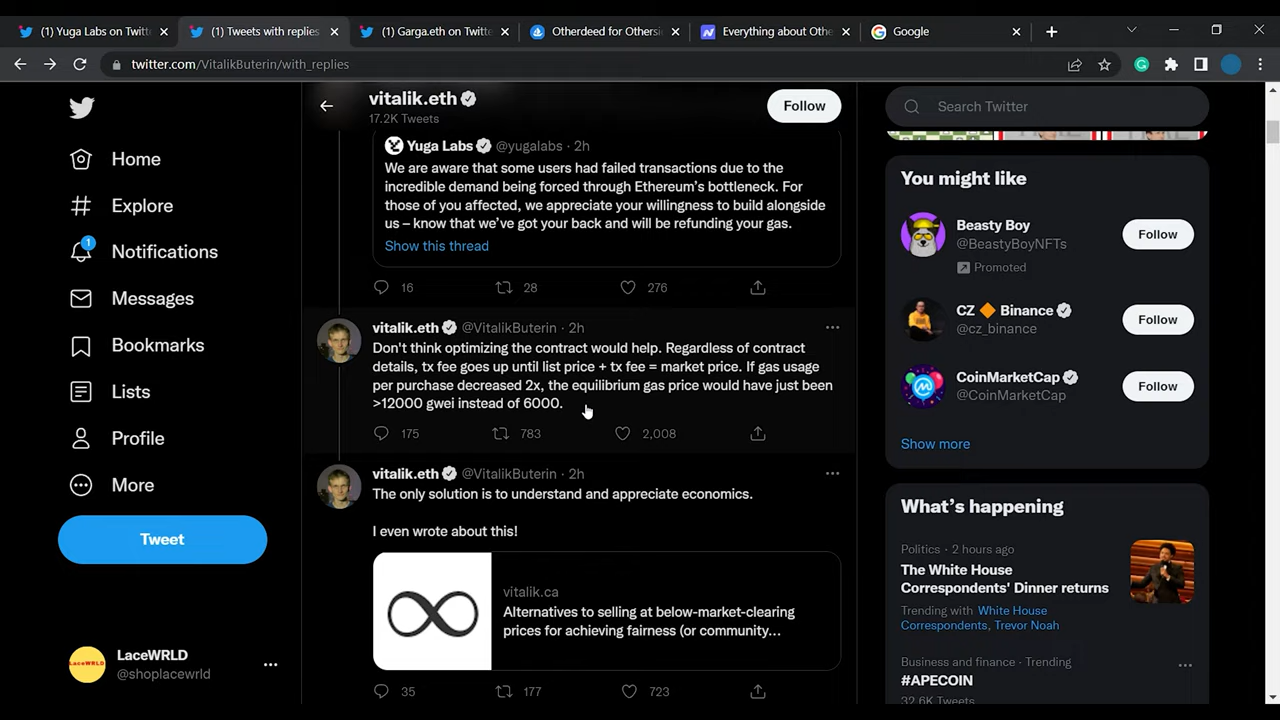 (1) Yuga Labs on Twitt
(1) Tweets with replies
(1) Garga.eth on Twitt
Otherdeed for Othersi
Everything about Othe
Google
twitter.com/VitalikButerin/with_replies
Home
Explore
1
Notifications
Messages
Bookmarks
Lists
Profile
More
Tweet
LaceWRLD
LaceWRLD
@shoplacewrld
vitalik.eth
17.2K Tweets
Follow
Yuga Labs @yugalabs · 2h
We are aware that some users had failed transactions due to the
incredible demand being forced through Ethereum's bottleneck. For
those of you affected, we appreciate your willingness to build alongside
us – know that we've got your back and will be refunding your gas.
Show this thread
16 28 276
vitalik.eth @VitalikButerin · 2h
Don't think optimizing the contract would help. Regardless of contract
details, tx fee goes up until list price + tx fee = market price. If gas usage
per purchase decreased 2x, the equilibrium gas price would have just been
>12000 gwei instead of 6000.
175 783 2,008
vitalik.eth @VitalikButerin · 2h
The only solution is to understand and appreciate economics.
I even wrote about this!
vitalik.ca
Alternatives to selling at below-market-clearing
prices for achieving fairness (or community...
35 177 723
Search Twitter
You might like
Beasty Boy
@BeastyBoyNFTs
Promoted
Follow
CZ 🔶 Binance
@cz_binance
Follow
CoinMarketCap
@CoinMarketCap
Follow
Show more
What's happening
Politics · 2 hours ago
The White House
Correspondents' Dinner returns
Trending with White House
Correspondents, Trevor Noah
Business and finance · Trending
#APECOIN
32.6K Tweets